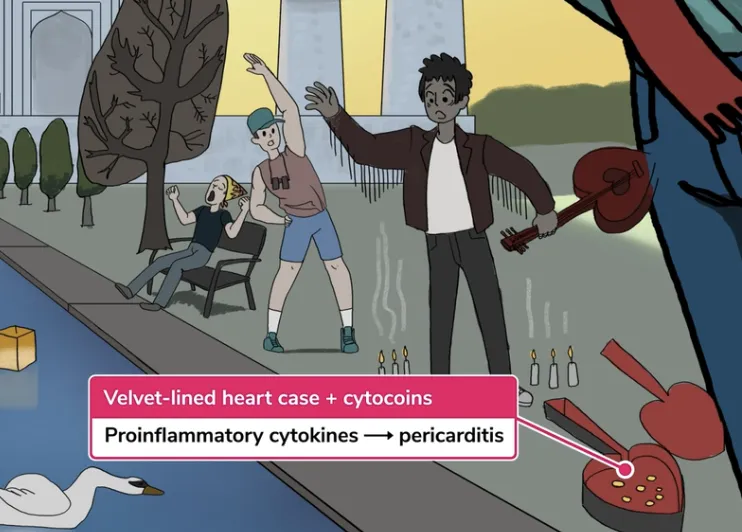 Velvet-lined heart case + cytocoins
Proinflammatory cytokines ⟶ pericarditis